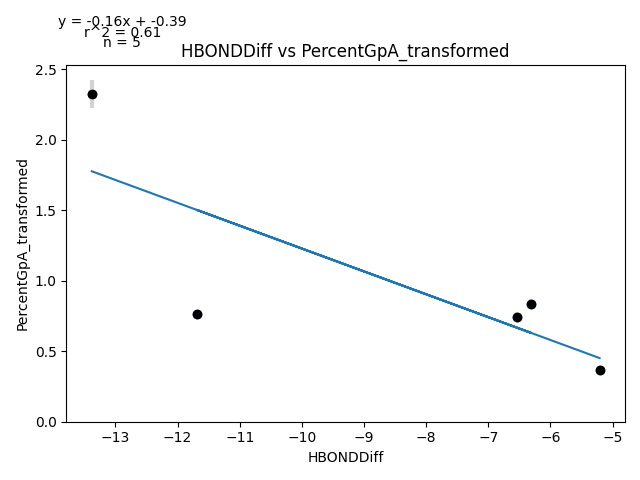 y = -0.16x + -0.39
r^2 = 0.61
n = 5
HBONDDiff vs PercentGpA_transformed
2.5
2.0
1.5
1.0
0.5
0.0
PercentGpA_transformed
−13
−12
−11
−10
−9
−8
−7
−6
−5
HBONDDiff